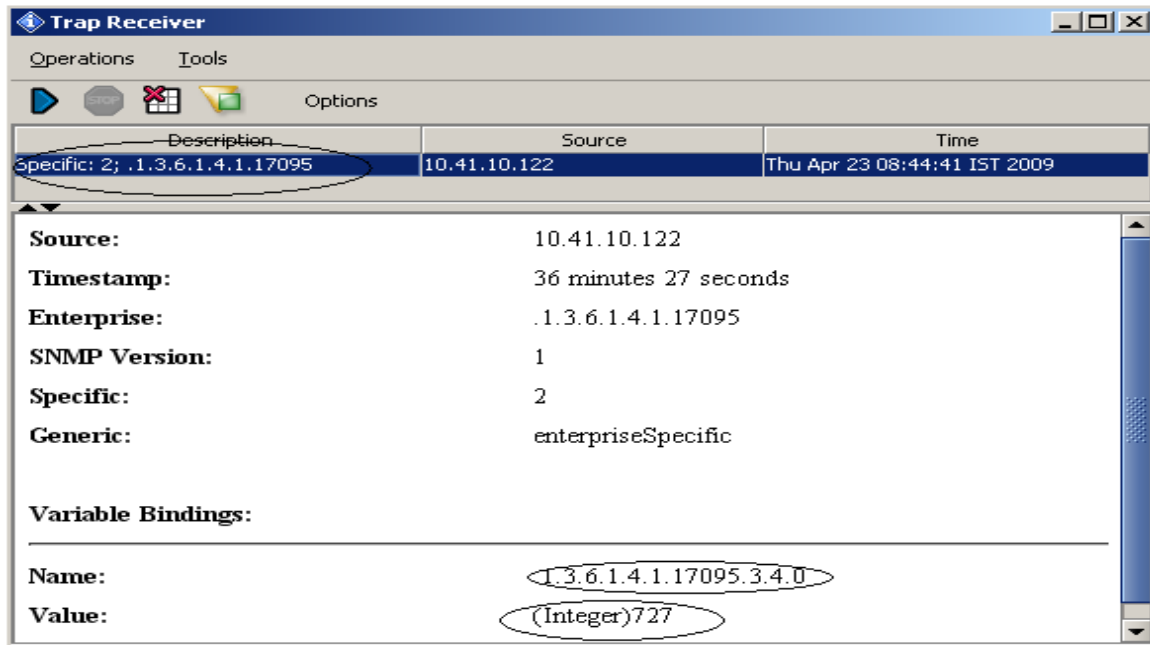 Trap Receiver
Operations Tools
STOP Options
Description Source Time
Specific: 2; .1.3.6.1.4.1.17095 10.41.10.122 Thu Apr 23 08:44:41 IST 2009
Source: 10.41.10.122
Timestamp: 36 minutes 27 seconds
Enterprise: .1.3.6.1.4.1.17095
SNMP Version: 1
Specific: 2
Generic: enterpriseSpecific
Variable Bindings:
Name: 1.3.6.1.4.1.17095.3.4.0
Value: (Integer)727